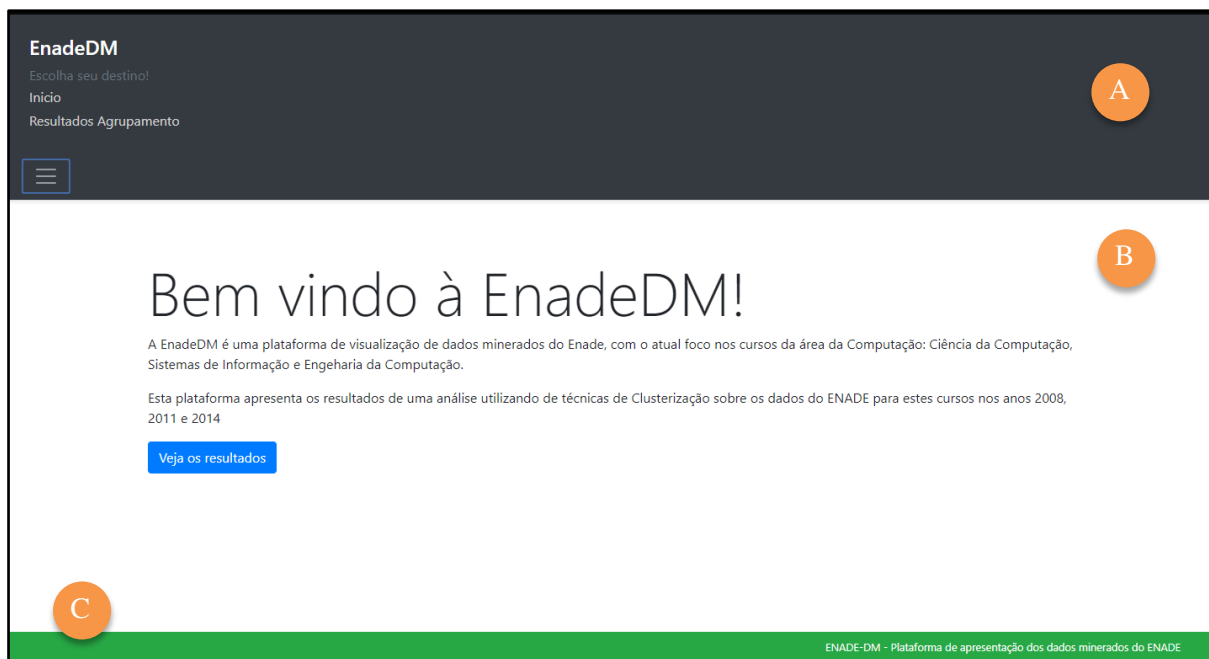 EnadeDM
Escolha seu destino!
Inicio
Resultados Agrupamento
A
B
Bem vindo à EnadeDM!
A EnadeDM é uma plataforma de visualização de dados minerados do Enade, com o atual foco nos cursos da área da Computação: Ciência da Computação,
Sistemas de Informação e Engeharia da Computação.
Esta plataforma apresenta os resultados de uma análise utilizando de técnicas de Clusterização sobre os dados do ENADE para estes cursos nos anos 2008,
2011 e 2014
Veja os resultados
C
ENADE-DM - Plataforma de apresentação dos dados minerados do ENADE